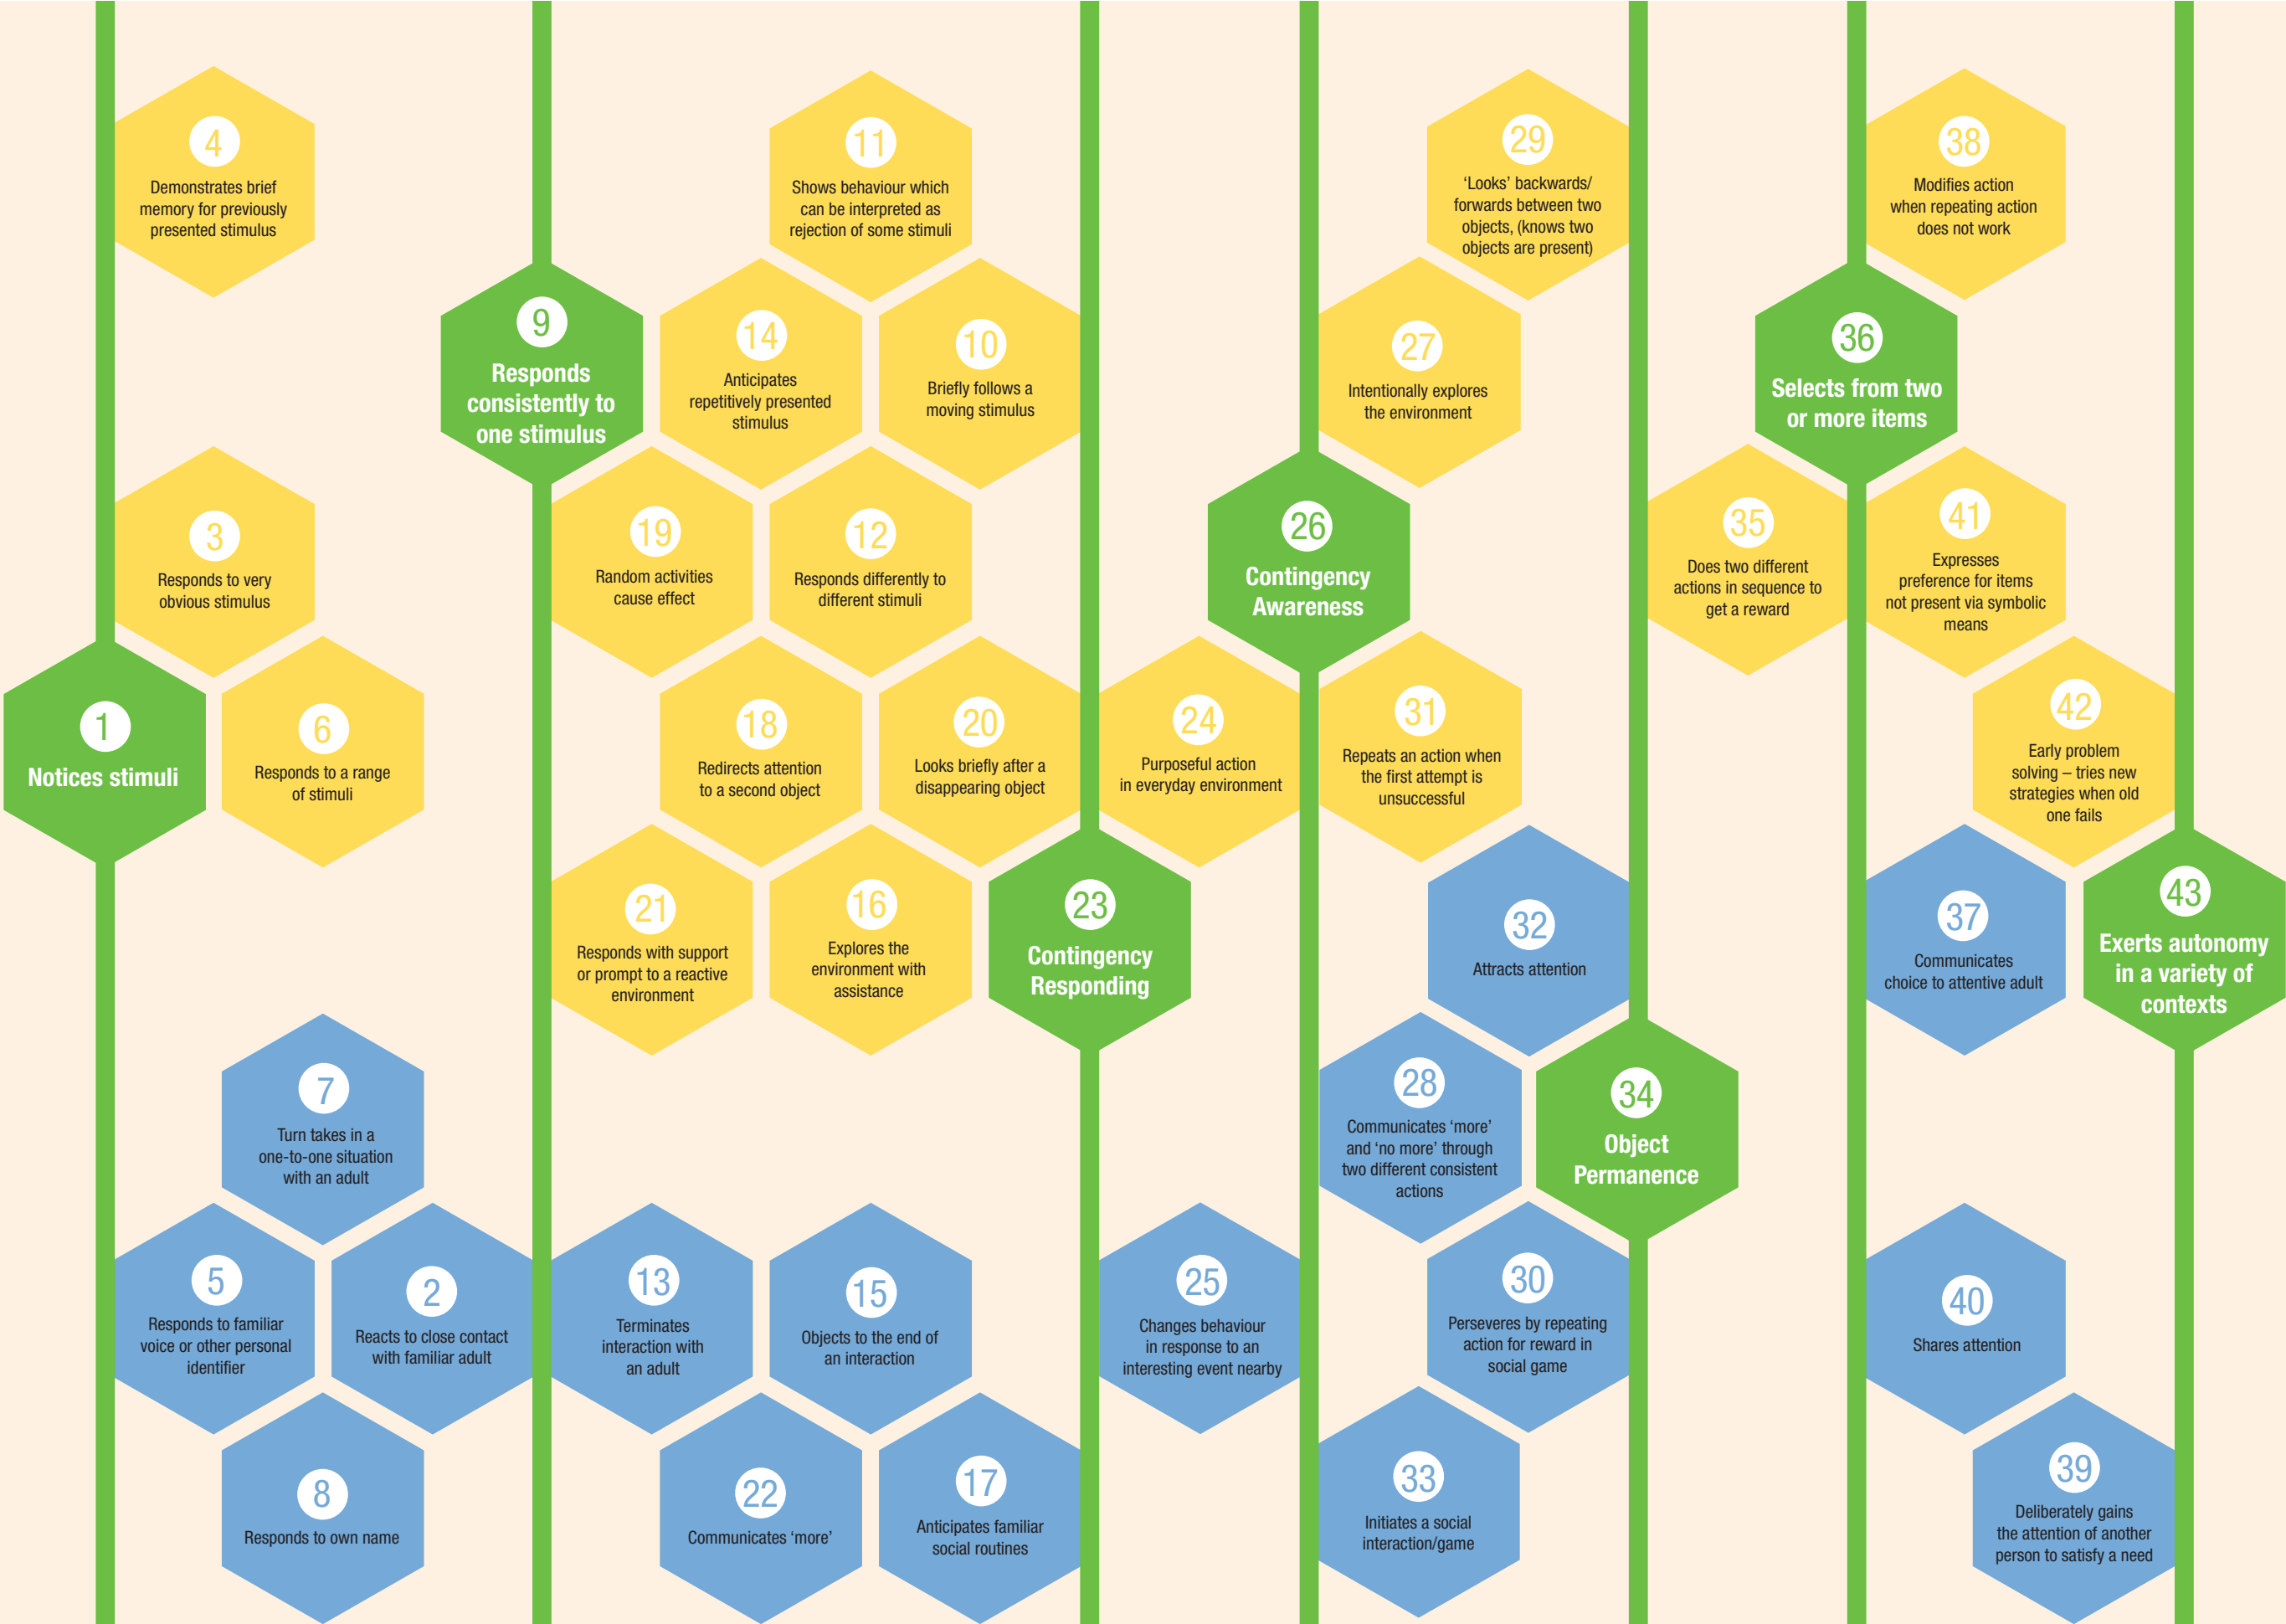 4
Demonstrates brief
memory for previously
presented stimulus
3
Responds to very
obvious stimulus
1
Notices stimuli
6
Responds to a range
of stimuli
7
Turn takes in a
one-to-one situation
with an adult
5
Responds to familiar
voice or other personal
identifier
2
Reacts to close contact
with familiar adult
8
Responds to own name
9
Responds
consistently to
one stimulus
11
Shows behaviour which
can be interpreted as
rejection of some stimuli
14
Anticipates
repetitively presented
stimulus
10
Briefly follows a
moving stimulus
19
Random activities
cause effect
12
Responds differently to
different stimuli
18
Redirects attention
to a second object
20
Looks briefly after a
disappearing object
21
Responds with support
or prompt to a reactive
environment
16
Explores the
environment with
assistance
13
Terminates
interaction with
an adult
15
Objects to the end of
an interaction
22
Communicates ‘more’
17
Anticipates familiar
social routines
23
Contingency
Responding
24
Purposeful action
in everyday environment
25
Changes behaviour
in response to an
interesting event nearby
26
Contingency
Awareness
29
‘Looks’ backwards/
forwards between two
objects, (knows two
objects are present)
27
Intentionally explores
the environment
31
Repeats an action when
the first attempt is
unsuccessful
32
Attracts attention
28
Communicates ‘more’
and ‘no more’ through
two different consistent
actions
30
Perseveres by repeating
action for reward in
social game
33
Initiates a social
interaction/game
34
Object
Permanence
35
Does two different
actions in sequence to
get a reward
36
Selects from two
or more items
38
Modifies action
when repeating action
does not work
41
Expresses
preference for items
not present via symbolic
means
42
Early problem
solving – tries new
strategies when old
one fails
37
Communicates
choice to attentive adult
43
Exerts autonomy
in a variety of
contexts
40
Shares attention
39
Deliberately gains
the attention of another
person to satisfy a need